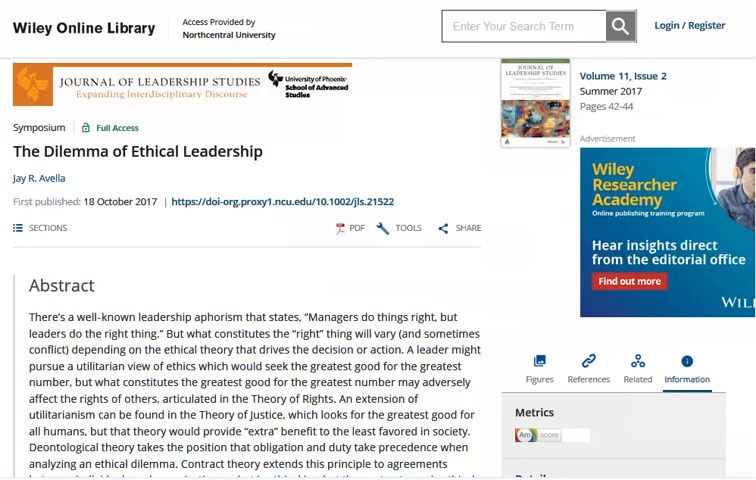 Wiley Online Library
Access Provided by
Northcentral University
Enter Your Search Term
Login / Register
JOURNAL OF LEADERSHIP STUDIES
Expanding Interdisciplinary Discourse
University of Phoenix®
School of Advanced
Studies
JOURNAL OF
LEADERSHIP STUDIES
Volume 11, Issue 2
Summer 2017
Pages 42-44
Symposium
Full Access
The Dilemma of Ethical Leadership
Jay R. Avella
First published: 18 October 2017 | https://doi-org.proxy1.ncu.edu/10.1002/jls.21522
SECTIONS
PDF
TOOLS
SHARE
Advertisement
Wiley
Researcher
Academy
Online publishing training program
Hear insights direct
from the editorial office
Find out more
WIL
Abstract
There’s a well-known leadership aphorism that states, “Managers do things right, but
leaders do the right thing.” But what constitutes the “right” thing will vary (and sometimes
conflict) depending on the ethical theory that drives the decision or action. A leader might
pursue a utilitarian view of ethics which would seek the greatest good for the greatest
number, but what constitutes the greatest good for the greatest number may adversely
affect the rights of others, articulated in the Theory of Rights. An extension of
utilitarianism can be found in the Theory of Justice, which looks for the greatest good for
all humans, but that theory would provide “extra” benefit to the least favored in society.
Deontological theory takes the position that obligation and duty take precedence when
analyzing an ethical dilemma. Contract theory extends this principle to agreements
Figures
References
Related
Information
Metrics
Am score